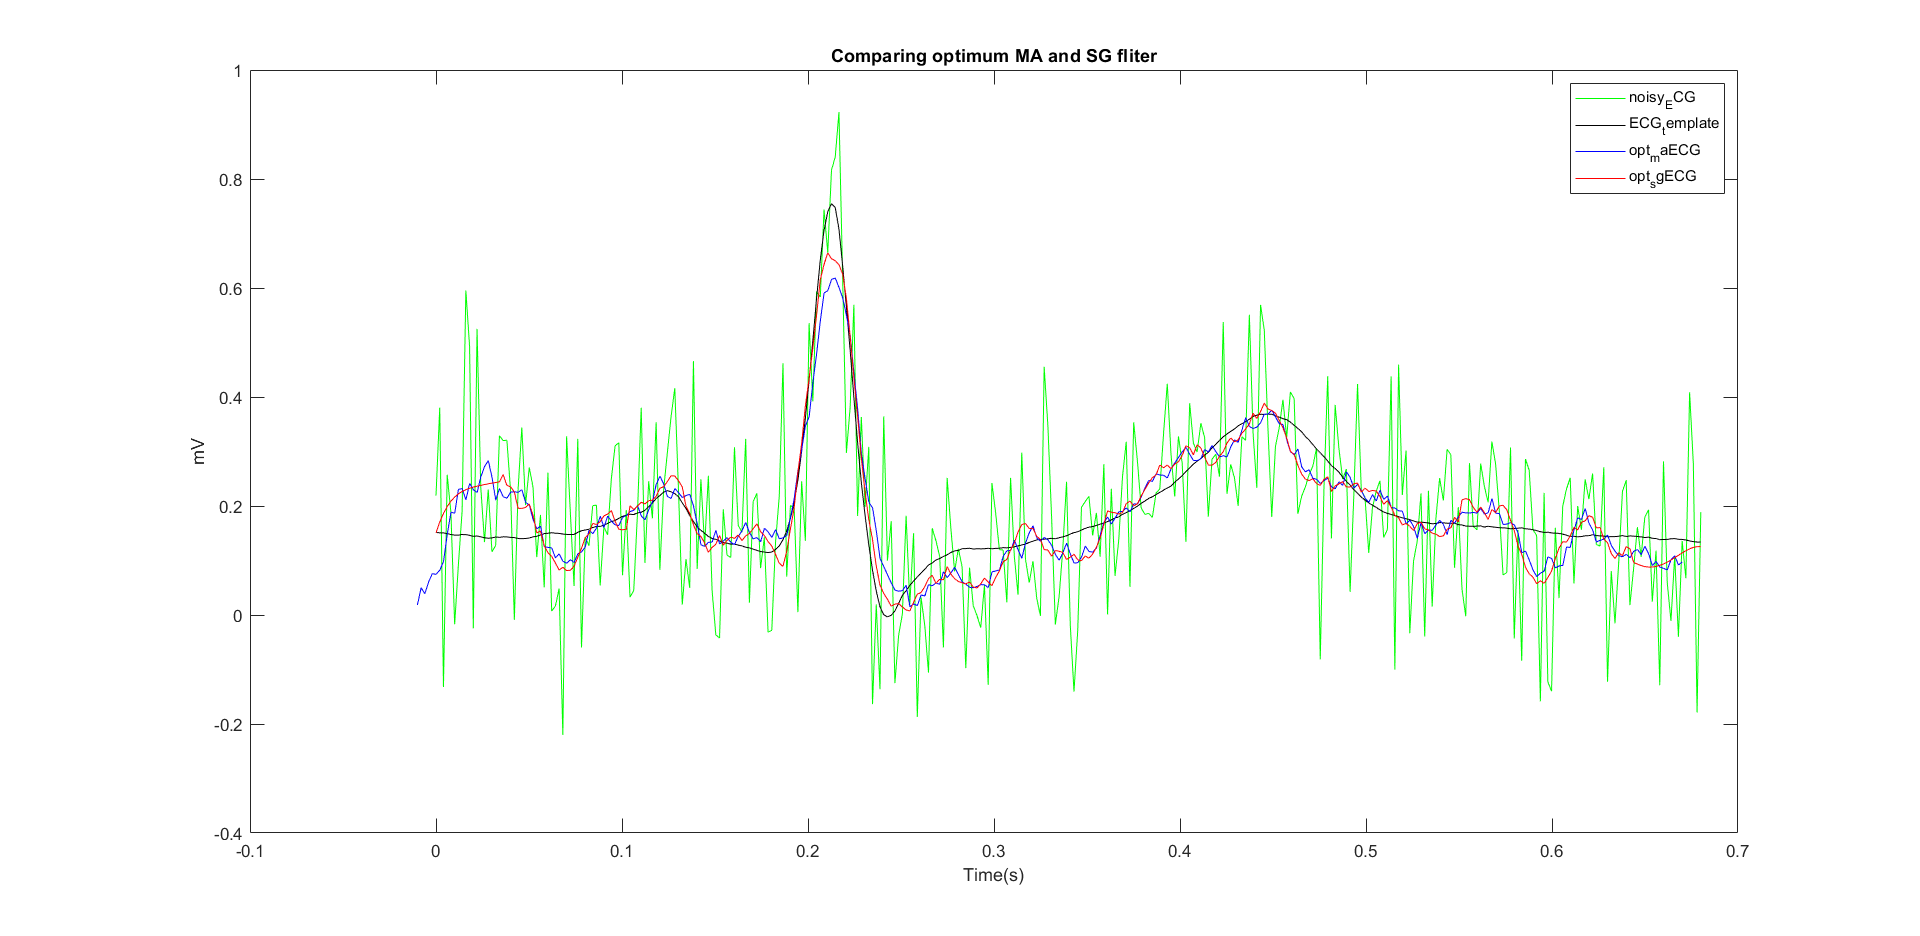 Comparing optimum MA and SG fliter
noisy_ECG
ECG_template
opt_maECG
opt_sgECG
1
0.8
0.6
0.4
0.2
0
-0.2
-0.4
mV
-0.1 0 0.1 0.2 0.3 0.4 0.5 0.6 0.7
Time(s)